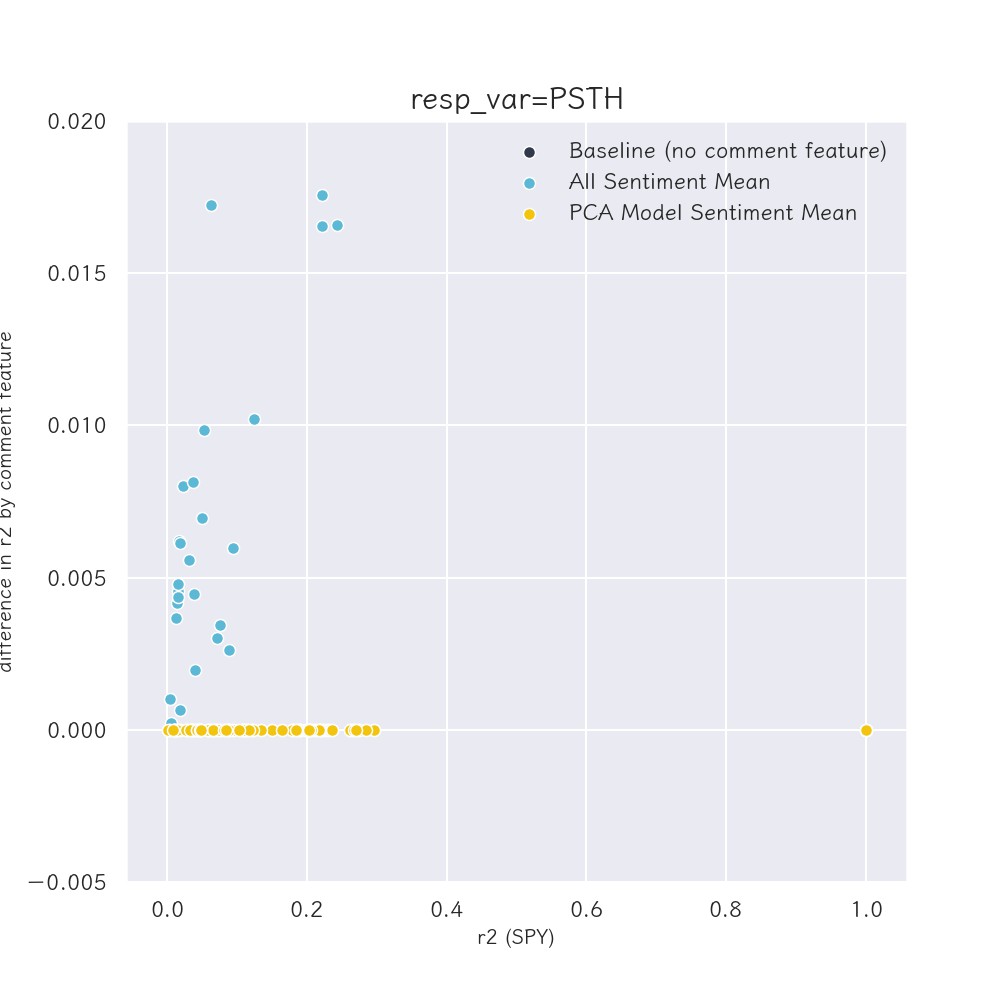 resp_var=PSTH
0.020
Baseline (no comment feature)
All Sentiment Mean
PCA Model Sentiment Mean
0.015
0.010
0.005
0.000
−0.005
difference in r2 by comment feature
0.0 0.2 0.4 0.6 0.8 1.0
r2 (SPY)